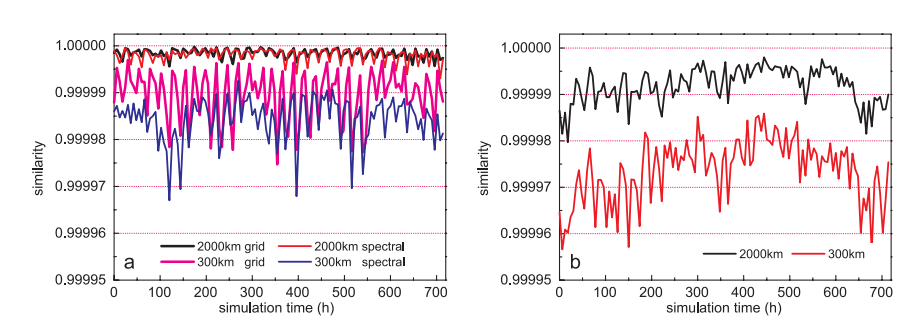 1.00000
0.99999
0.99998
0.99997
0.99996
0.99995
similarity
2000km grid
2000km spectral
300km grid
300km spectral
a
0 100 200 300 400 500 600 700
simulation time (h)
1.00000
0.99999
0.99998
0.99997
0.99996
0.99995
similarity
2000km
300km
b
0 100 200 300 400 500 600 700
simulation time (h)